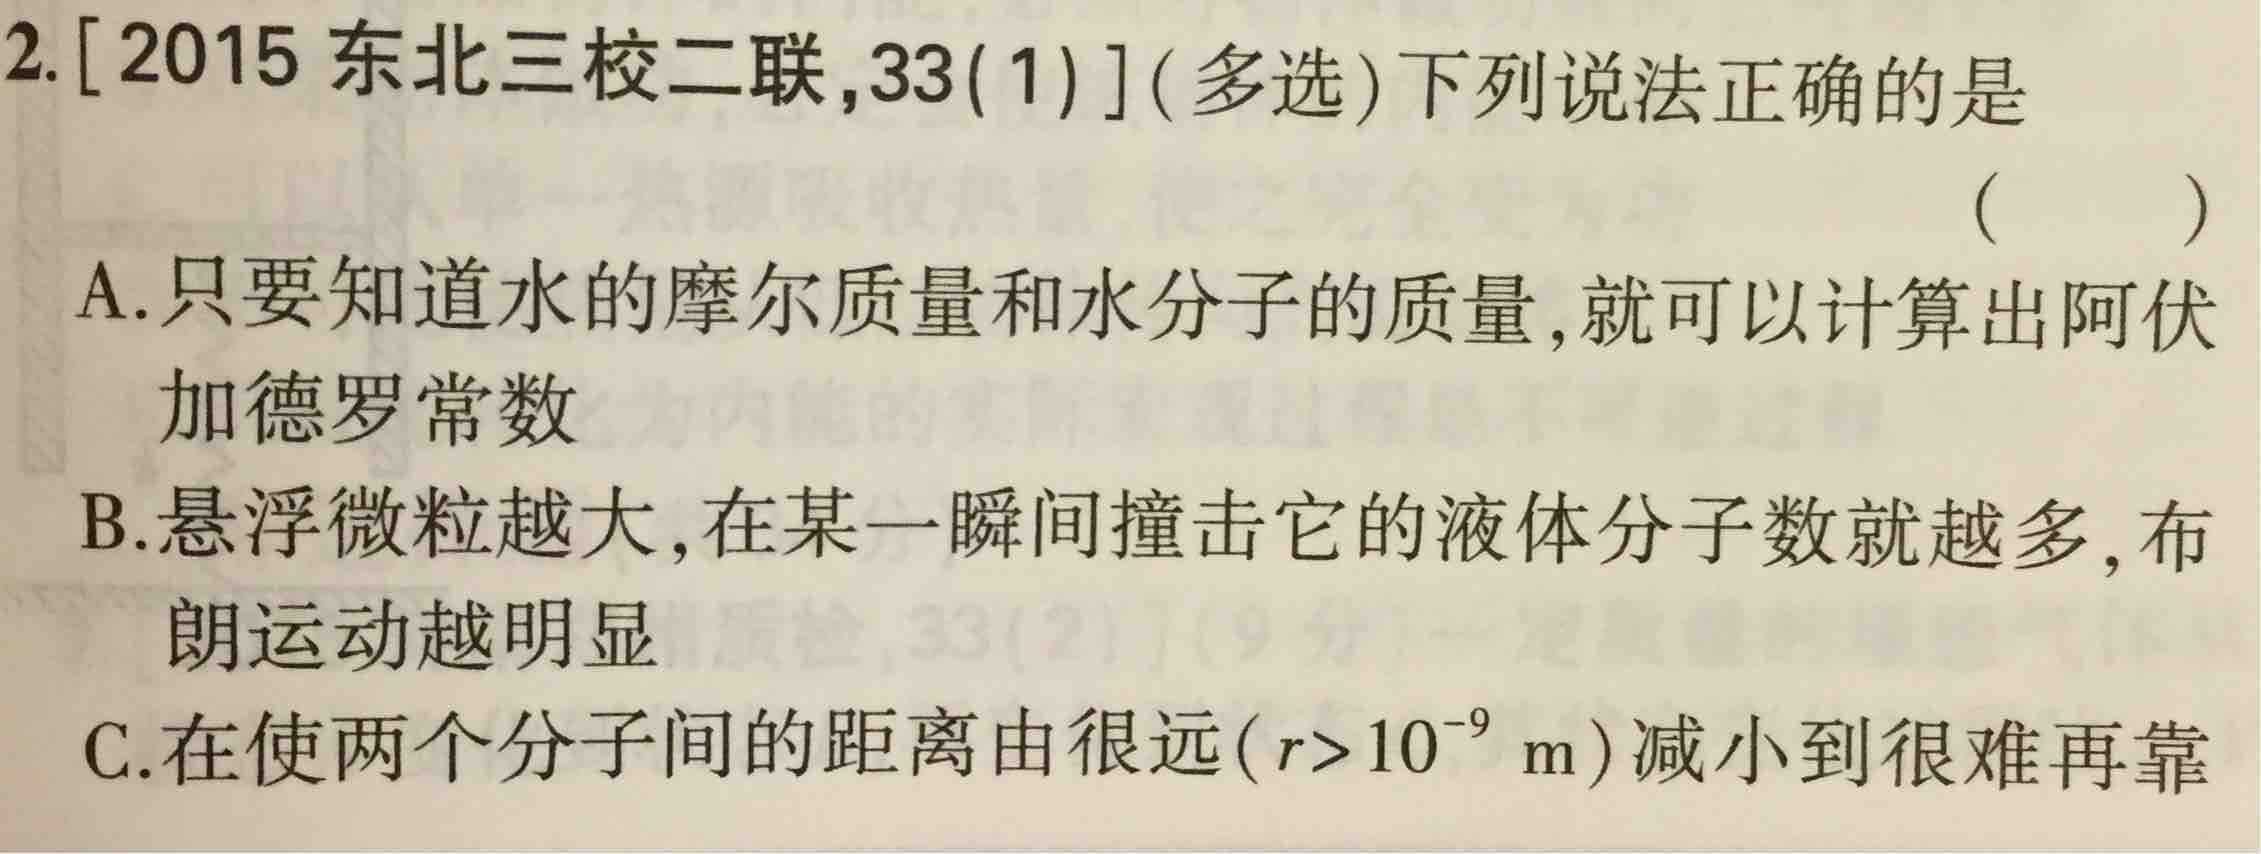 2.[2015 东北三校二联,33(1)](多选)下列说法正确的是
(　　)
A.只要知道水的摩尔质量和水分子的质量,就可以计算出阿伏
加德罗常数
B.悬浮微粒越大,在某一瞬间撞击它的液体分子数就越多,布
朗运动越明显
C.在使两个分子间的距离由很远(r>10⁻⁹ m)减小到很难再靠